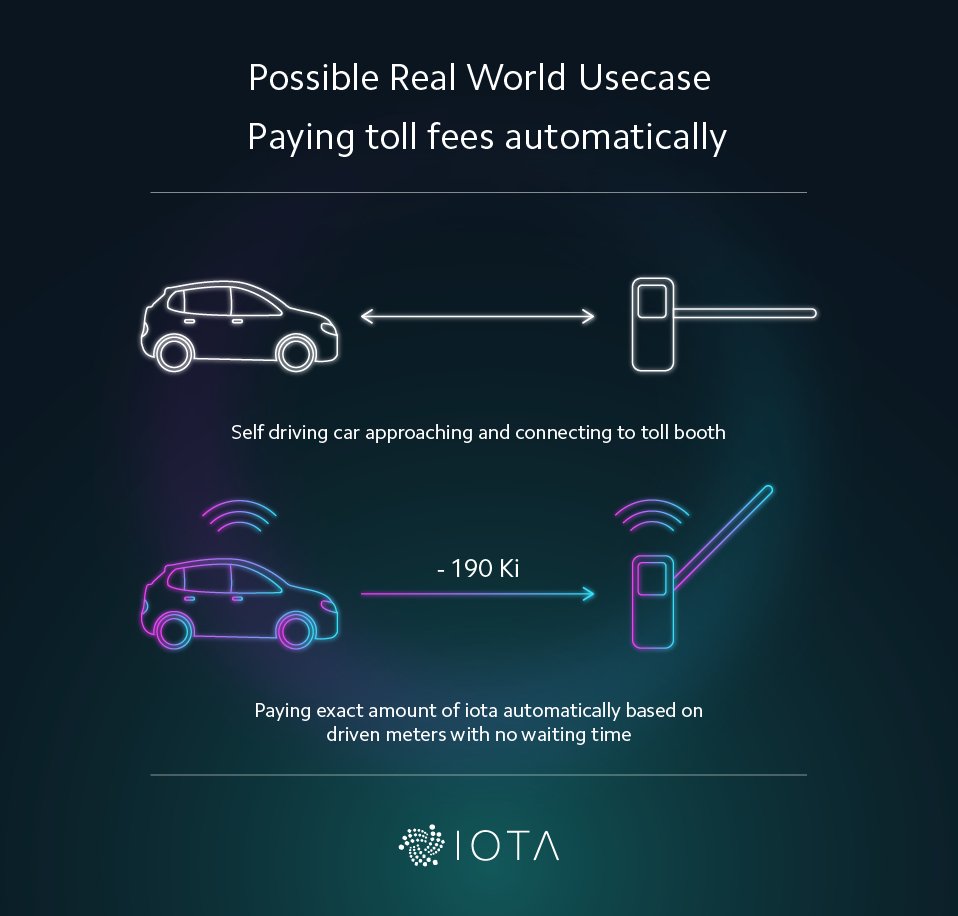 Possible Real World Usecase
Paying toll fees automatically
Self driving car approaching and connecting to toll booth
- 190 Ki
Paying exact amount of iota automatically based on
driven meters with no waiting time
IOTA